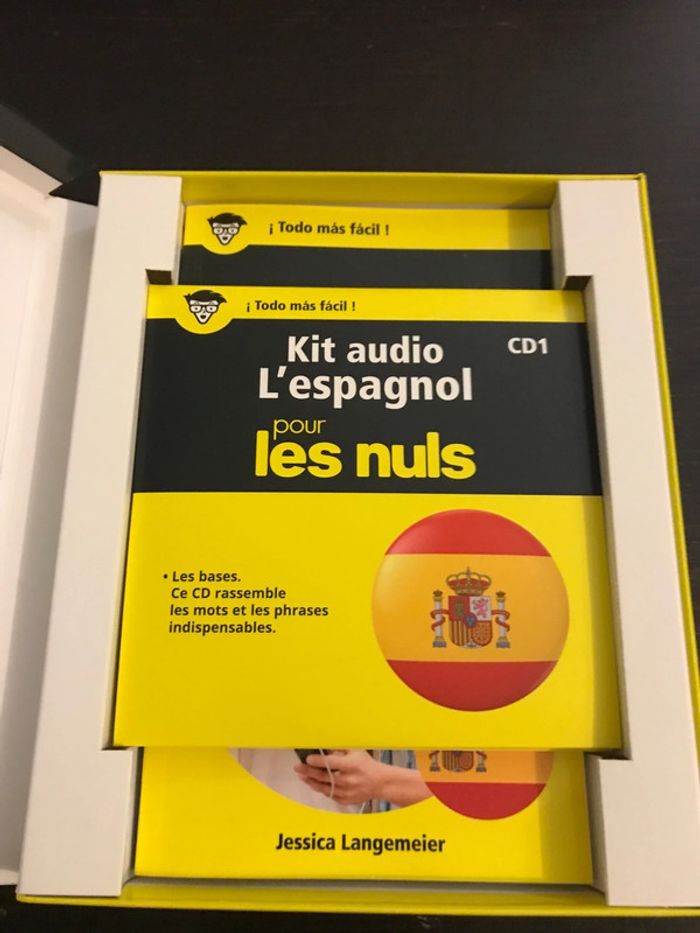 ¡ Todo más fácil !
¡ Todo más fácil !
Kit audio
CD1
L'espagnol
pour
les nuls
• Les bases.
Ce CD rassemble
les mots et les phrases
indispensables.
Jessica Langemeier